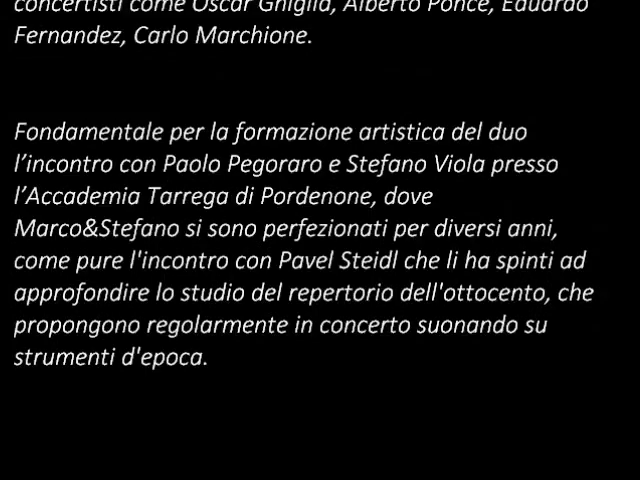 concertisti come Oscar Ghiglia, Alberto Ponce, Eduardo
Fernandez, Carlo Marchione.
Fondamentale per la formazione artistica del duo
l’incontro con Paolo Pegoraro e Stefano Viola presso
l’Accademia Tarrega di Pordenone, dove
Marco&Stefano si sono perfezionati per diversi anni,
come pure l'incontro con Pavel Steidl che li ha spinti ad
approfondire lo studio del repertorio dell'ottocento, che
propongono regolarmente in concerto suonando su
strumenti d'epoca.